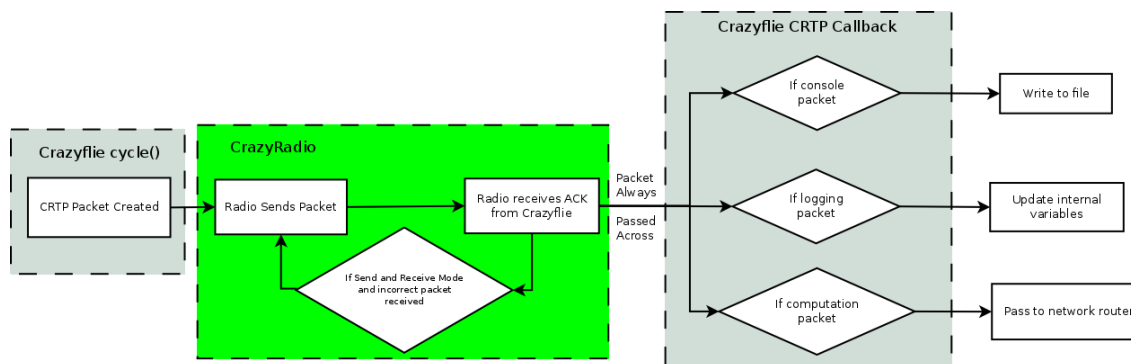 Crazyflie cycle()
CRTP Packet Created
CrazyRadio
Radio Sends Packet
Radio receives ACK
from Crazyflie
If Send and Receive Mode
and incorrect packet
received
Packet
Always
Passed
Across
Crazyflie CRTP Callback
If console
packet
Write to file
If logging
packet
Update internal
variables
If computation
packet
Pass to network router